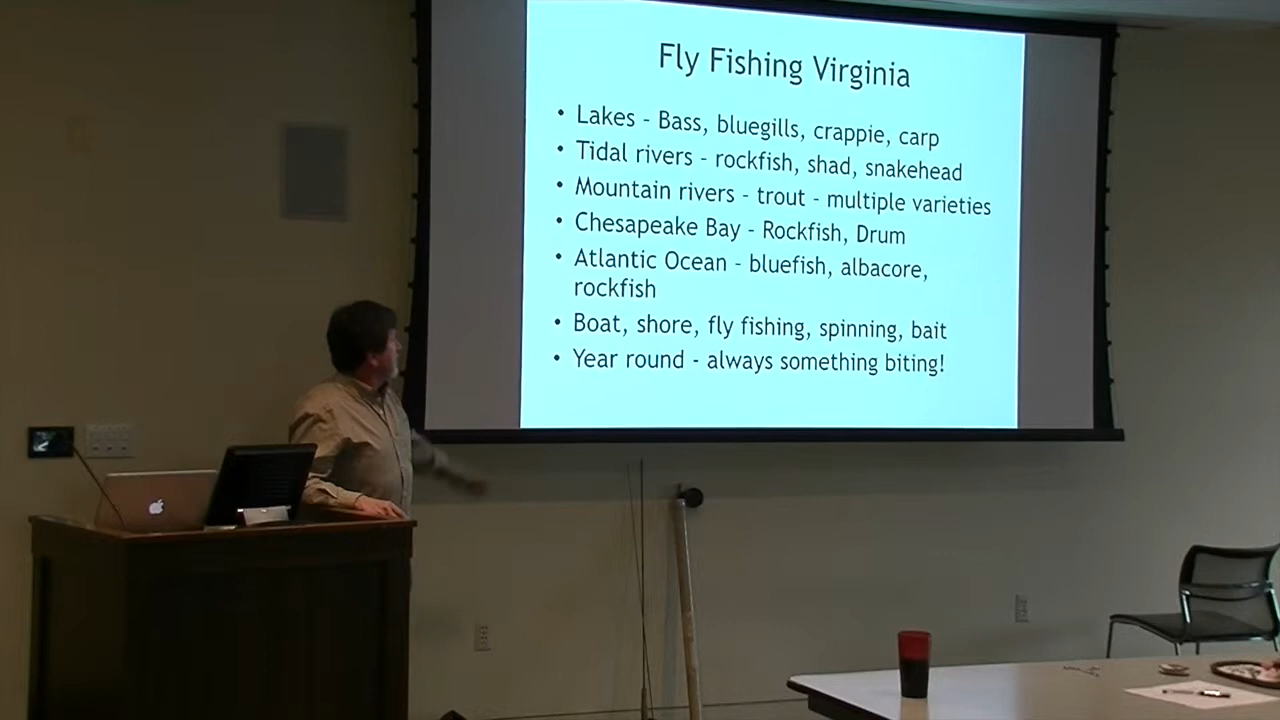 Fly Fishing Virginia
• Lakes - Bass, bluegills, crappie, carp
• Tidal rivers - rockfish, shad, snakehead
• Mountain rivers - trout - multiple varieties
• Chesapeake Bay - Rockfish, Drum
• Atlantic Ocean - bluefish, albacore,
rockfish
• Boat, shore, fly fishing, spinning, bait
• Year round - always something biting!